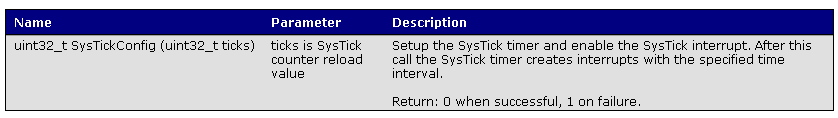 Name Parameter Description
uint32_t SysTickConfig (uint32_t ticks) ticks is SysTick Setup the SysTick timer and enable the SysTick interrupt. After this
counter reload call the SysTick timer creates interrupts with the specified time
value interval.
Return: 0 when successful, 1 on failure.